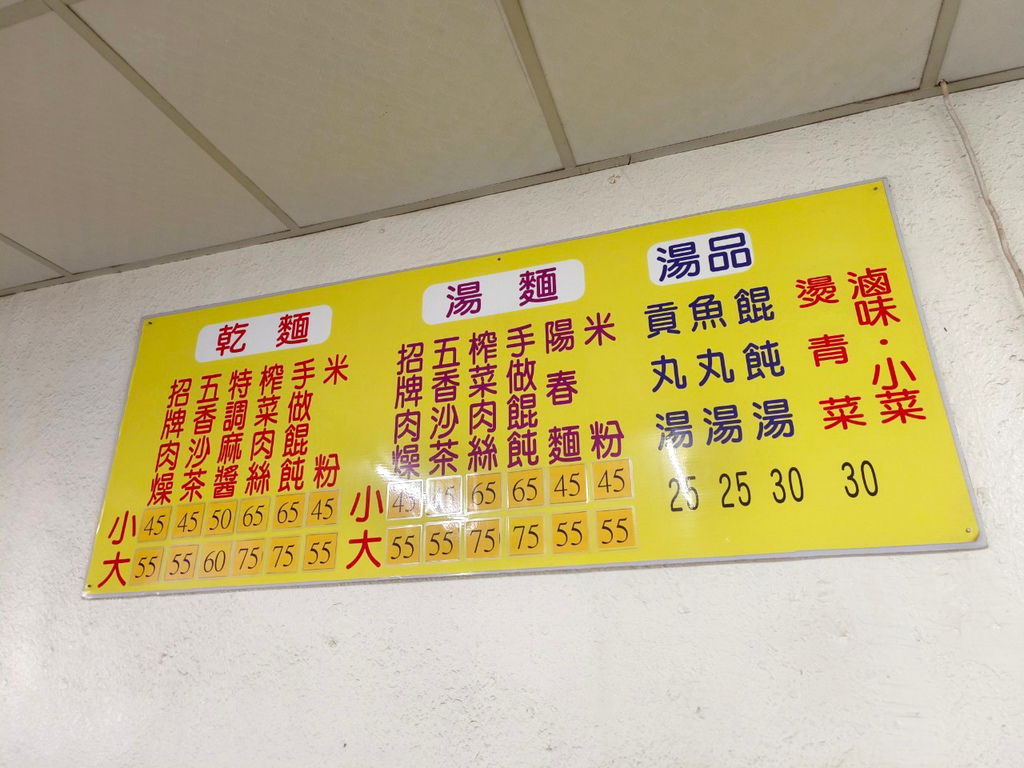 乾麵
招牌肉燥
五香沙茶
特調麻醬
榨菜肉絲
手做餛飩
米粉
小 45 45 50 65 65 45
大 55 55 60 75 75 55
湯麵
招牌肉燥
五香沙茶
榨菜肉絲
手做餛飩
陽春麵
米粉
小 45 45 65 65 45 45
大 55 55 75 75 55 55
湯品
貢丸湯
魚丸湯
餛飩湯
25 25 30
燙青菜
30
滷味·小菜